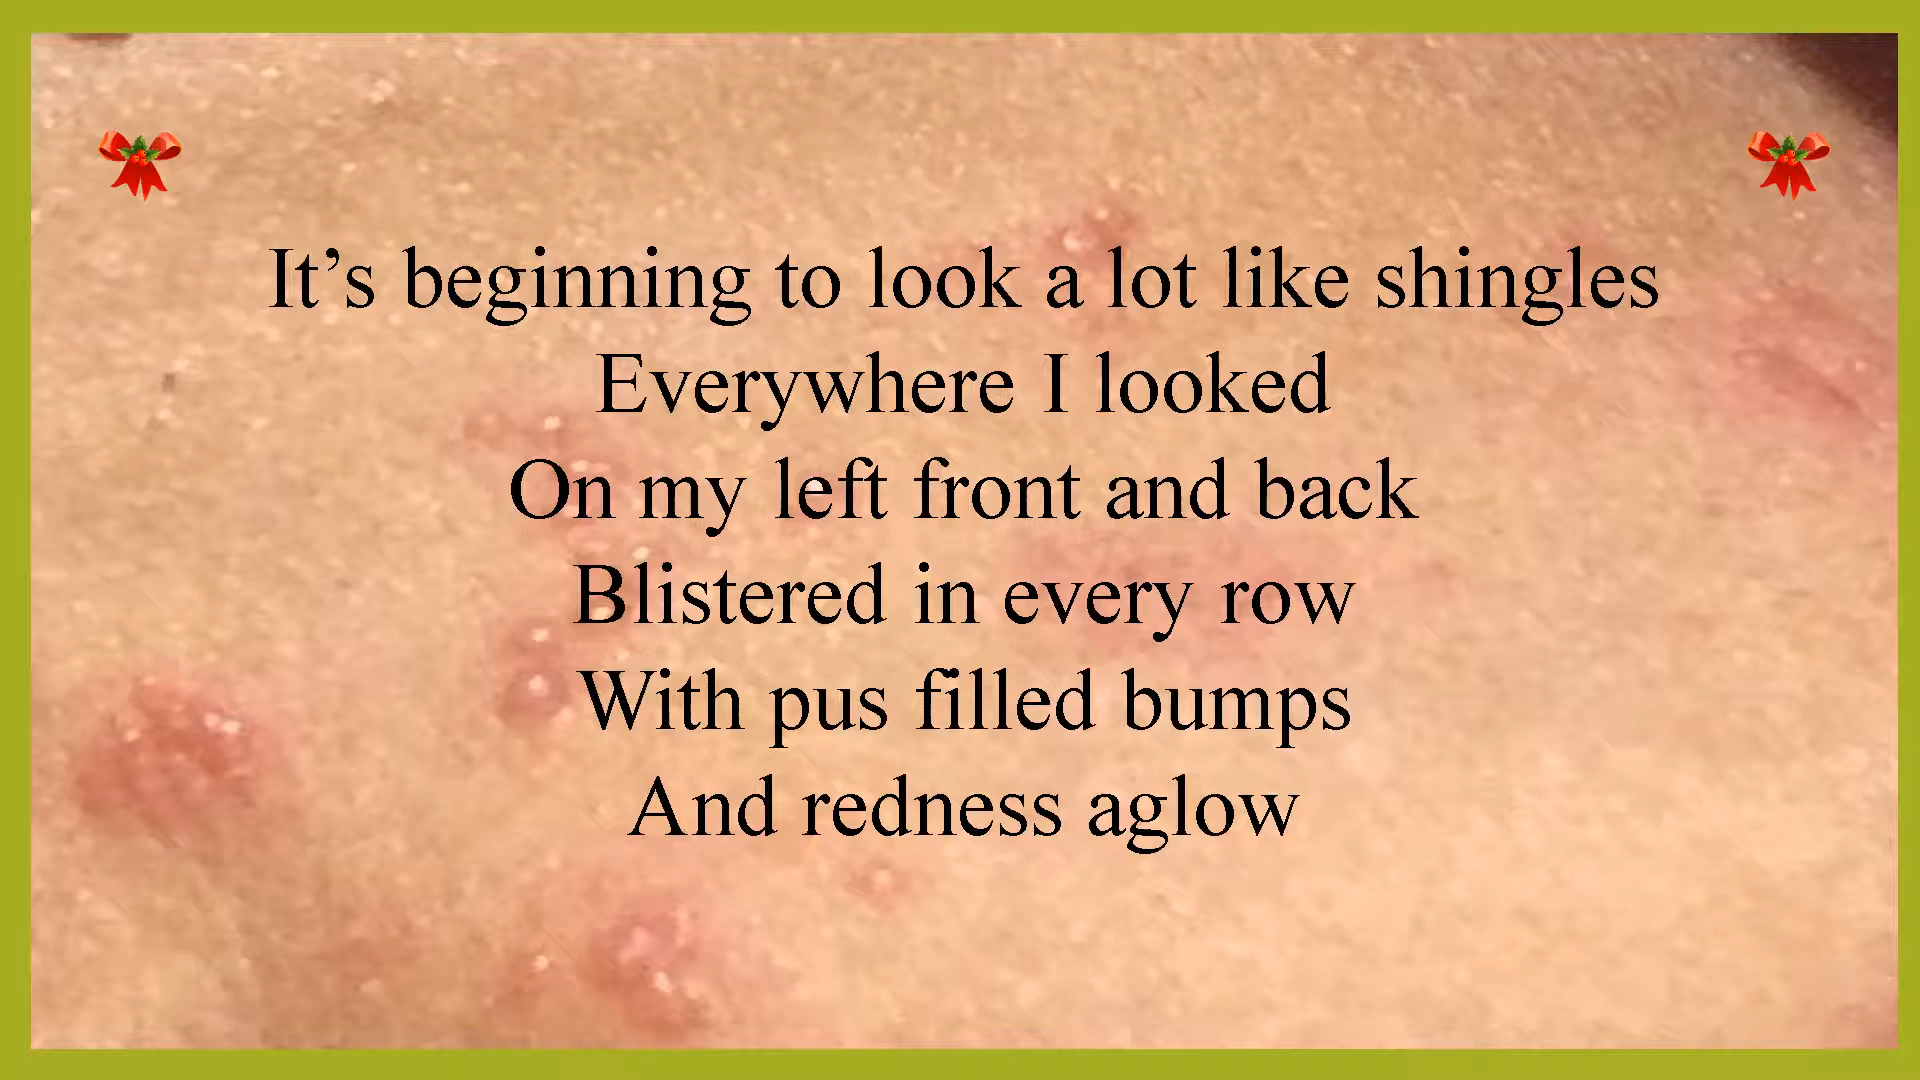 It’s beginning to look a lot like shingles
Everywhere I looked
On my left front and back
Blistered in every row
With pus filled bumps
And redness aglow